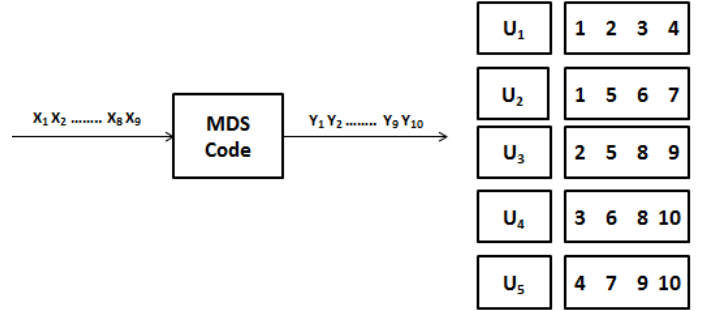 X₁ X₂ ........ X₈ X₉
MDS
Code
Y₁ Y₂ ........ Y₉ Y₁₀
U₁ 1 2 3 4
U₂ 1 5 6 7
U₃ 2 5 8 9
U₄ 3 6 8 10
U₅ 4 7 9 10